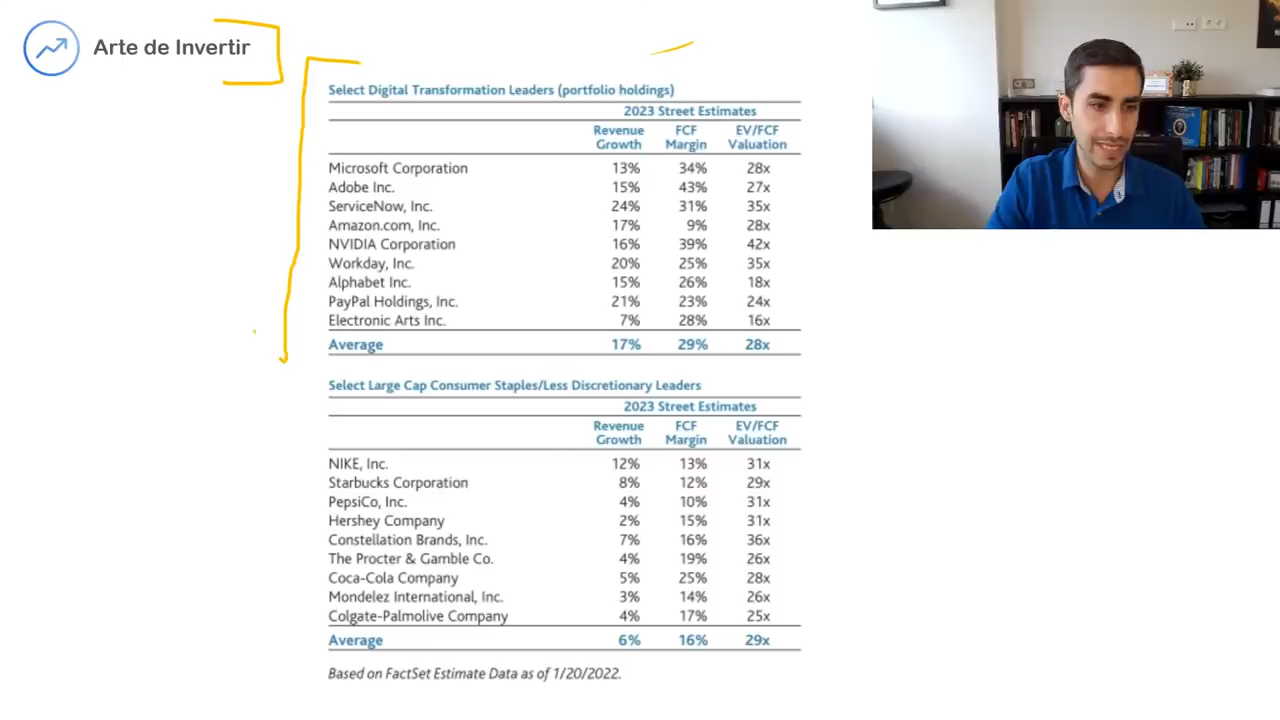 Arte de Invertir
Select Digital Transformation Leaders (portfolio holdings)
2023 Street Estimates
Revenue Growth FCF Margin EV/FCF Valuation
Microsoft Corporation 13% 34% 28x
Adobe Inc. 15% 43% 27x
ServiceNow, Inc. 24% 31% 35x
Amazon.com, Inc. 17% 9% 28x
NVIDIA Corporation 16% 39% 42x
Workday, Inc. 20% 25% 35x
Alphabet Inc. 15% 26% 18x
PayPal Holdings, Inc. 21% 23% 24x
Electronic Arts Inc. 7% 28% 16x
Average 17% 29% 28x
Select Large Cap Consumer Staples/Less Discretionary Leaders
2023 Street Estimates
Revenue Growth FCF Margin EV/FCF Valuation
NIKE, Inc. 12% 13% 31x
Starbucks Corporation 8% 12% 29x
PepsiCo, Inc. 4% 10% 31x
Hershey Company 2% 15% 31x
Constellation Brands, Inc. 7% 16% 36x
The Procter & Gamble Co. 4% 19% 26x
Coca-Cola Company 5% 25% 28x
Mondelez International, Inc. 3% 14% 26x
Colgate-Palmolive Company 4% 17% 25x
Average 6% 16% 29x
Based on FactSet Estimate Data as of 1/20/2022.